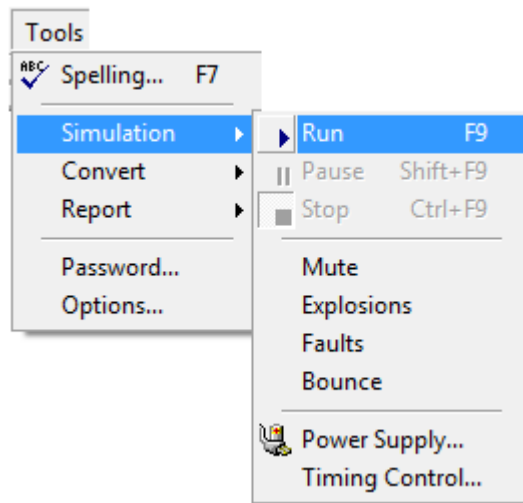 Tools
ABC Spelling... F7
Simulation
Convert
Report
Password...
Options...
Run F9
Pause Shift+F9
Stop Ctrl+F9
Mute
Explosions
Faults
Bounce
Power Supply...
Timing Control...